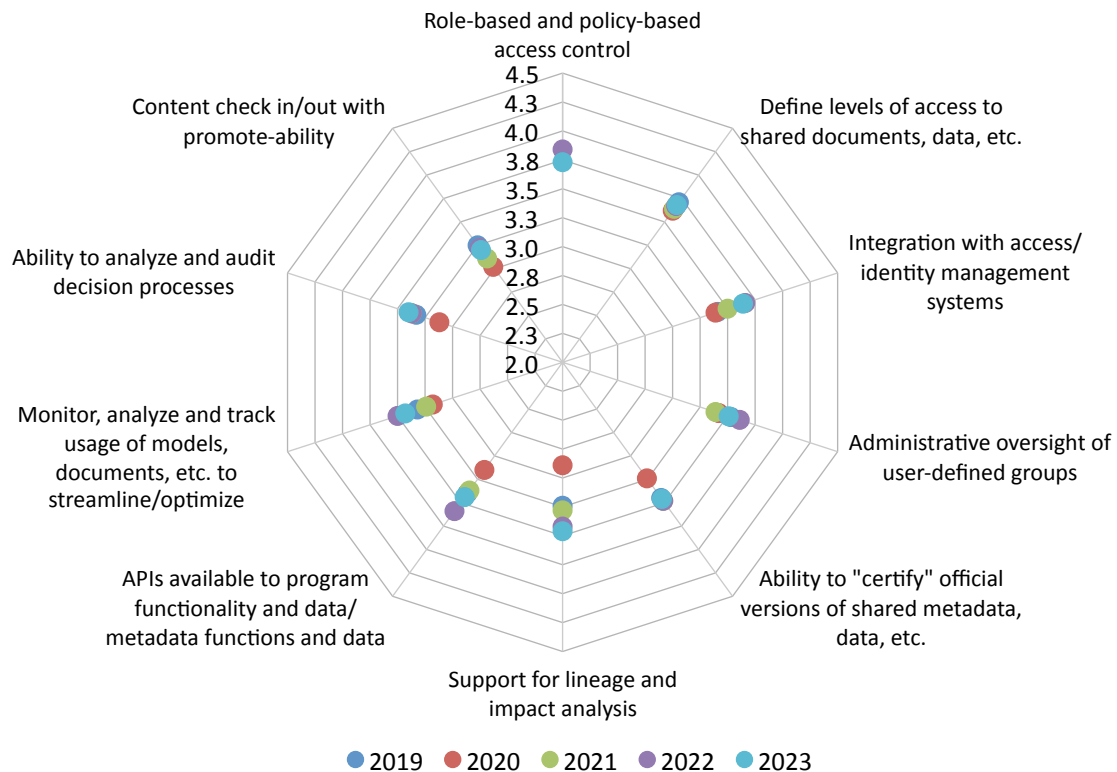 Role-based and policy-based
access control
4.5
4.3
4.0
3.8
3.5
3.3
3.0
2.8
2.5
2.3
2.0
Content check in/out with
promote-ability
Define levels of access to
shared documents, data, etc.
Ability to analyze and audit
decision processes
Integration with access/
identity management
systems
Monitor, analyze and track
usage of models,
documents, etc. to
streamline/optimize
Administrative oversight of
user-defined groups
APIs available to program
functionality and data/
metadata functions and data
Ability to "certify" official
versions of shared metadata,
data, etc.
Support for lineage and
impact analysis
2019 2020 2021 2022 2023